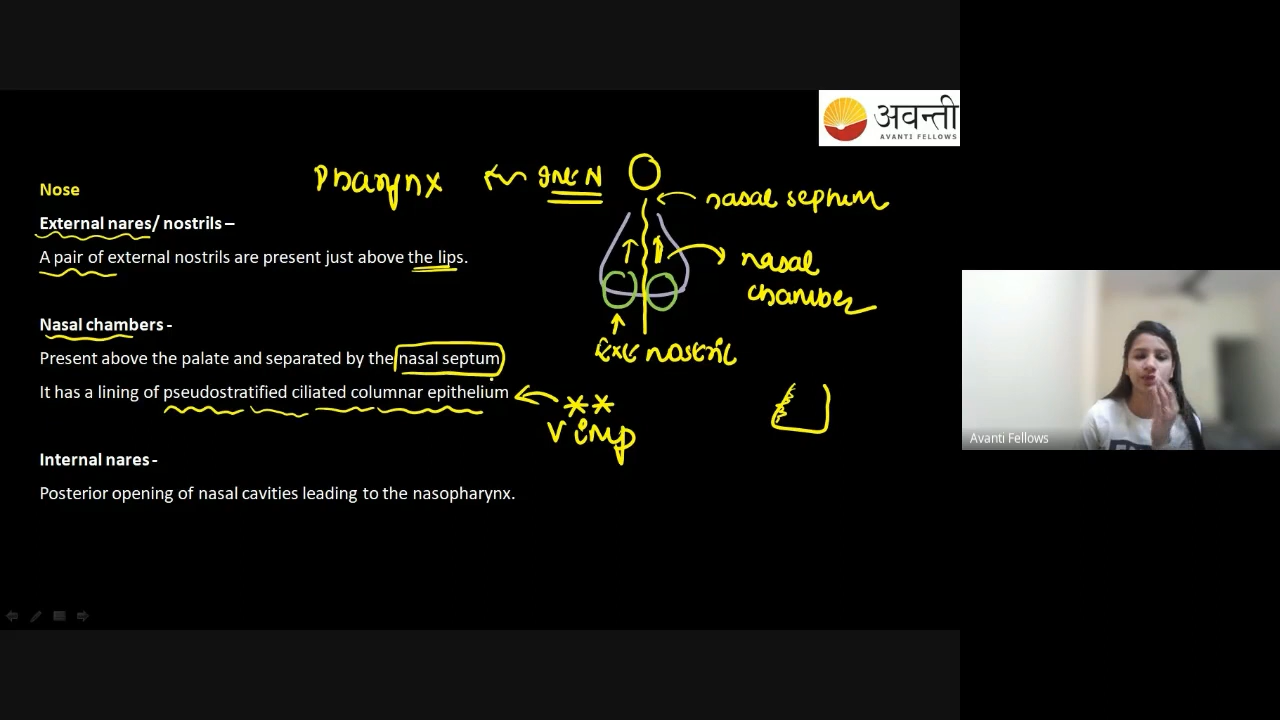 अवन्ती
AVANTI FELLOWS
Pharynx
Int N
nasal septum
Nose
External nares/ nostrils –
A pair of external nostrils are present just above the lips.
nasal
chamber
Nasal chambers -
Present above the palate and separated by the nasal septum
Ext nostril
It has a lining of pseudostratified ciliated columnar epithelium
**
V imp
Internal nares -
Posterior opening of nasal cavities leading to the nasopharynx.
Avanti Fellows